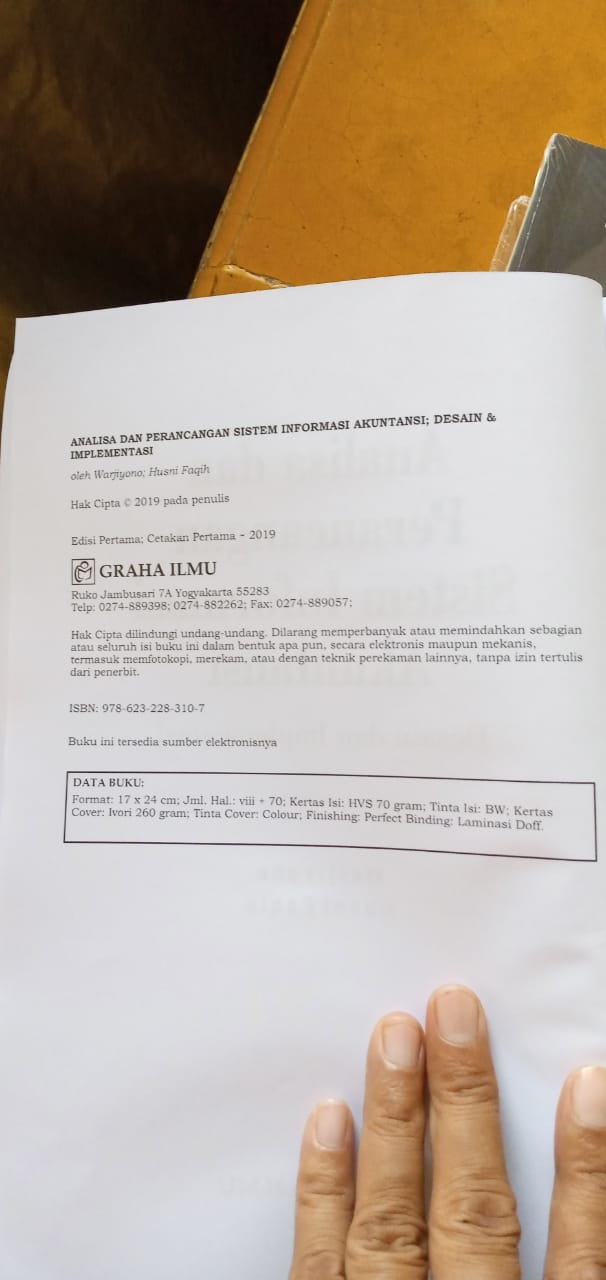 ANALISA DAN PERANCANGAN SISTEM INFORMASI AKUNTANSI; DESAIN &
IMPLEMENTASI
oleh Warjiyono; Husni Faqih
Hak Cipta © 2019 pada penulis
Edisi Pertama; Cetakan Pertama ~ 2019
GRAHA ILMU
Ruko Jambusari 7A Yogyakarta 55283
Telp: 0274-889398; 0274-882262; Fax: 0274-889057;
Hak Cipta dilindungi undang-undang. Dilarang memperbanyak atau memindahkan sebagian
atau seluruh isi buku ini dalam bentuk apa pun, secara elektronis maupun mekanis,
termasuk memfotokopi, merekam, atau dengan teknik perekaman lainnya, tanpa izin tertulis
dari penerbit.
ISBN: 978-623-228-310-7
Buku ini tersedia sumber elektronisnya
DATA BUKU:
Format: 17 x 24 cm; Jml. Hal.: viii + 70; Kertas Isi: HVS 70 gram; Tinta Isi: BW; Kertas
Cover: Ivori 260 gram; Tinta Cover: Colour; Finishing: Perfect Binding: Laminasi Doff.